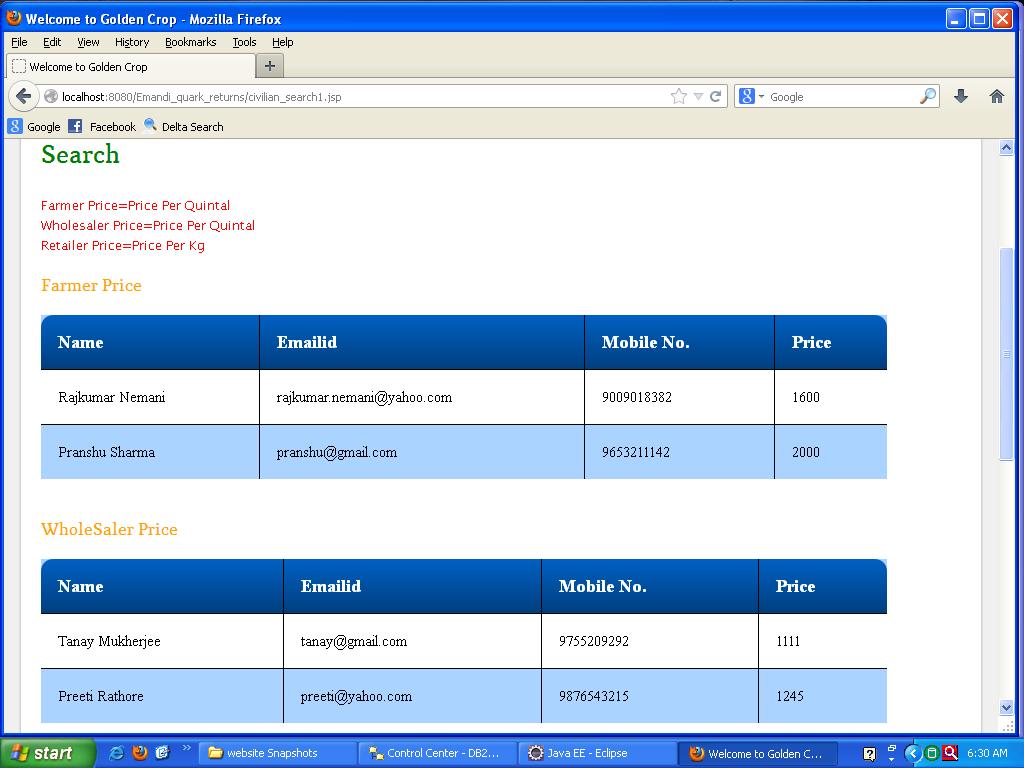 Welcome to Golden Crop - Mozilla Firefox
File Edit View History Bookmarks Tools Help
Welcome to Golden Crop +
localhost:8080/Emandi_quark_returns/civilian_search1.jsp Google
Google Facebook Delta Search
Search
Farmer Price=Price Per Quintal
Wholesaler Price=Price Per Quintal
Retailer Price=Price Per Kg
Farmer Price
Name Emailid Mobile No. Price
Rajkumar Nemani rajkumar.nemani@yahoo.com 9009018382 1600
Pranshu Sharma pranshu@gmail.com 9653211142 2000
WholeSaler Price
Name Emailid Mobile No. Price
Tanay Mukherjee tanay@gmail.com 9755209292 1111
Preeti Rathore preeti@yahoo.com 9876543215 1245
start website Snapshots Control Center - DB2... Java EE - Eclipse Welcome to Golden C... 6:30 AM